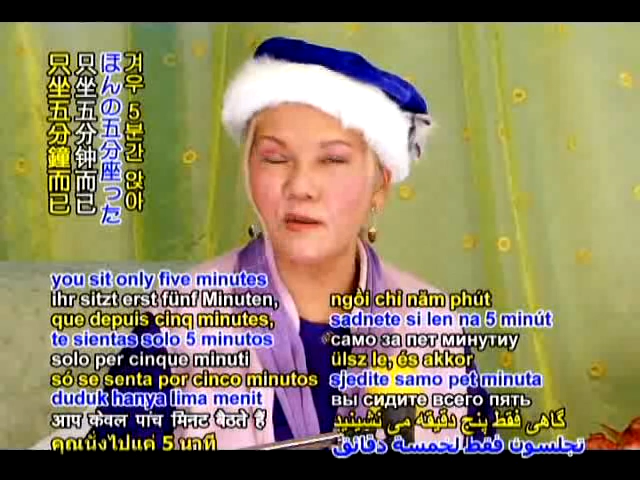 겨우 5 분간 앉아
ほんの五分座った
只坐五分钟而已
只坐五分鐘而已
you sit only five minutes
ihr sitzt erst fünf Minuten,
que depuis cinq minutes,
te sientas solo 5 minutos
solo per cinque minuti
só se senta por cinco minutos
duduk hanya lima menit
आप केवल पांच मिनट बैठते हैं
คุณนั่งไปแค่ 5 นาที
ngồi chỉ năm phút
sadnete si len na 5 minút
само за пет минутиу
ülsz le, és akkor
sjedite samo pet minuta
вы сидите всего пять
گاهی فقط پنج دقیقه می نشینید
تجلسون فقط لخمسة دقائق